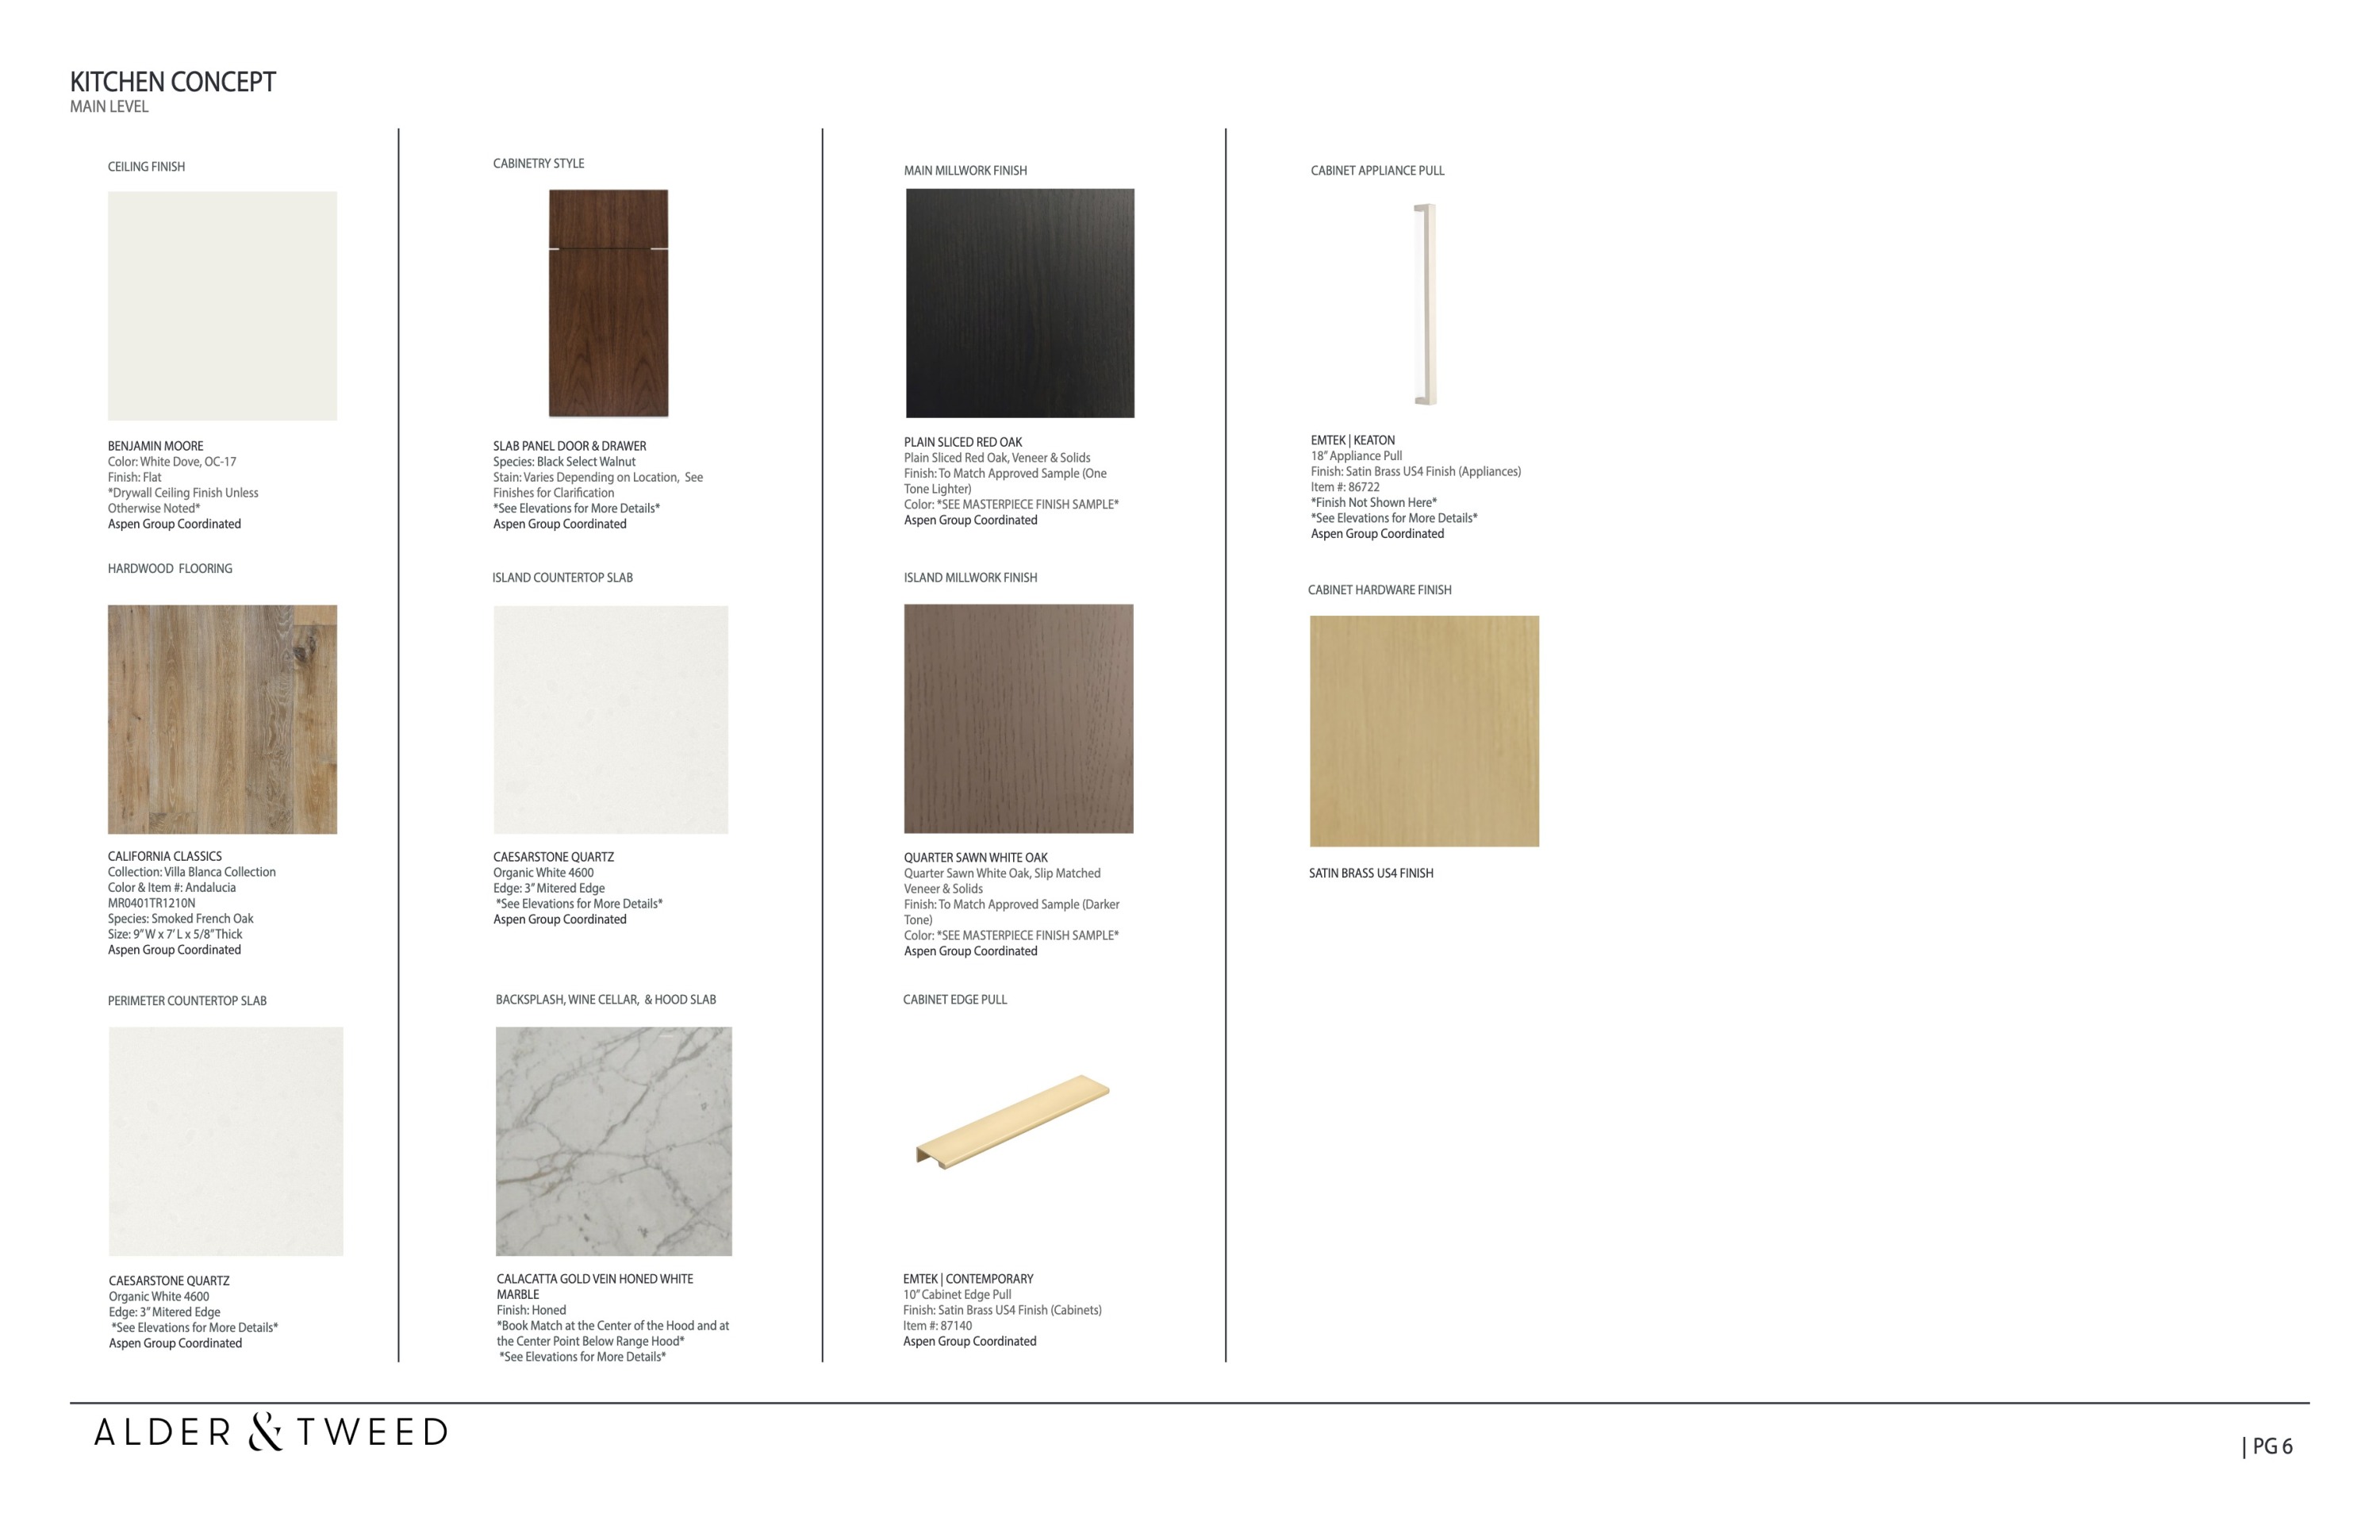 KITCHEN CONCEPT
MAIN LEVEL
CEILING FINISH
BENJAMIN MOORE
Color: White Dove, OC-17
Finish: Flat
*Drywall Ceiling Finish Unless
Otherwise Noted*
Aspen Group Coordinated
HARDWOOD FLOORING
CALIFORNIA CLASSICS
Collection: Villa Blanca Collection
Color & Item #: Andalucia
MR0401TR1210N
Species: Smoked French Oak
Size: 9" W x 7' L x 5/8" Thick
Aspen Group Coordinated
PERIMETER COUNTERTOP SLAB
CAESARSTONE QUARTZ
Organic White 4600
Edge: 3" Mitered Edge
*See Elevations for More Details*
Aspen Group Coordinated
CABINETRY STYLE
SLAB PANEL DOOR & DRAWER
Species: Black Select Walnut
Stain: Varies Depending on Location, See
Finishes for Clarification
*See Elevations for More Details*
Aspen Group Coordinated
ISLAND COUNTERTOP SLAB
CAESARSTONE QUARTZ
Organic White 4600
Edge: 3" Mitered Edge
*See Elevations for More Details*
Aspen Group Coordinated
BACKSPLASH, WINE CELLAR, & HOOD SLAB
CALACATTA GOLD VEIN HONED WHITE
MARBLE
Finish: Honed
*Book Match at the Center of the Hood and at
the Center Point Below Range Hood*
*See Elevations for More Details*
MAIN MILLWORK FINISH
PLAIN SLICED RED OAK
Plain Sliced Red Oak, Veneer & Solids
Finish: To Match Approved Sample (One
Tone Lighter)
Color: *SEE MASTERPIECE FINISH SAMPLE*
Aspen Group Coordinated
ISLAND MILLWORK FINISH
QUARTER SAWN WHITE OAK
Quarter Sawn White Oak, Slip Matched
Veneer & Solids
Finish: To Match Approved Sample (Darker
Tone)
Color: *SEE MASTERPIECE FINISH SAMPLE*
Aspen Group Coordinated
CABINET EDGE PULL
EMTEK | CONTEMPORARY
10" Cabinet Edge Pull
Finish: Satin Brass US4 Finish (Cabinets)
Item #: 87140
Aspen Group Coordinated
CABINET APPLIANCE PULL
EMTEK | KEATON
18" Appliance Pull
Finish: Satin Brass US4 Finish (Appliances)
Item #: 86722
*Finish Not Shown Here*
*See Elevations for More Details*
Aspen Group Coordinated
CABINET HARDWARE FINISH
SATIN BRASS US4 FINISH
ALDER & TWEED
| PG 6